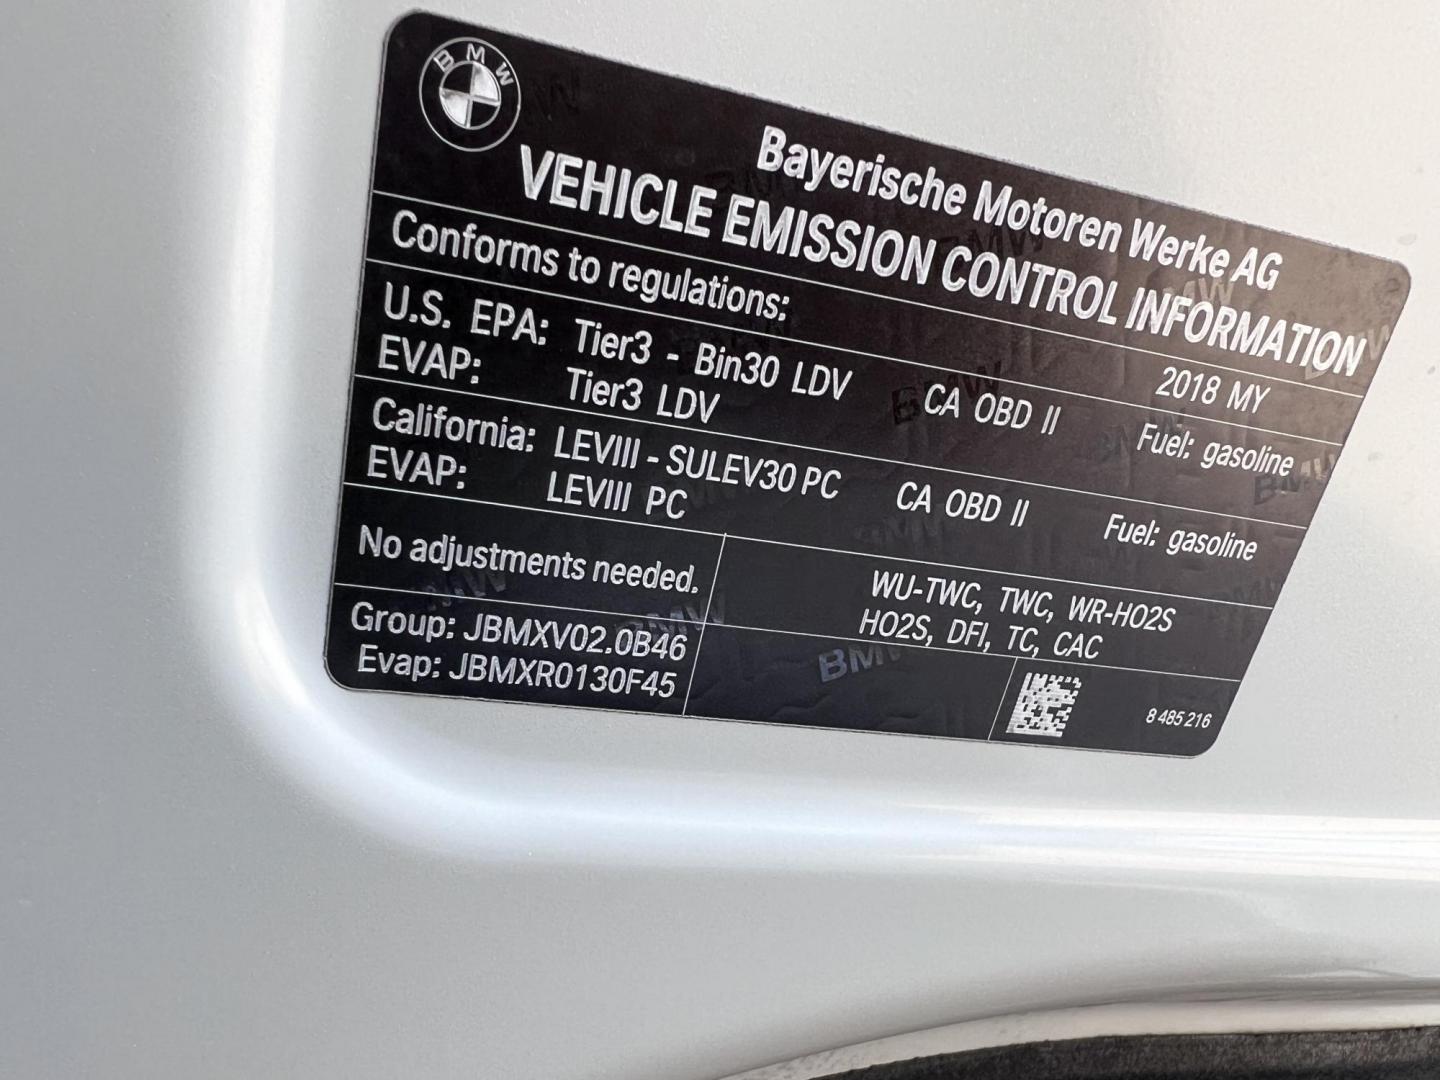 BMW
Bayerische Motoren Werke AG
VEHICLE EMISSION CONTROL INFORMATION
Conforms to regulations: 2018 MY
U.S. EPA: Tier3 - Bin30 LDV CA OBD II Fuel: gasoline
EVAP: Tier3 LDV
California: LEVIII - SULEV30 PC CA OBD II Fuel: gasoline
EVAP: LEVIII PC
No adjustments needed.
WU-TWC, TWC, WR-HO2S
HO2S, DFI, TC, CAC
Group: JBMXV02.0B46
Evap: JBMXR0130F45
8 485 216